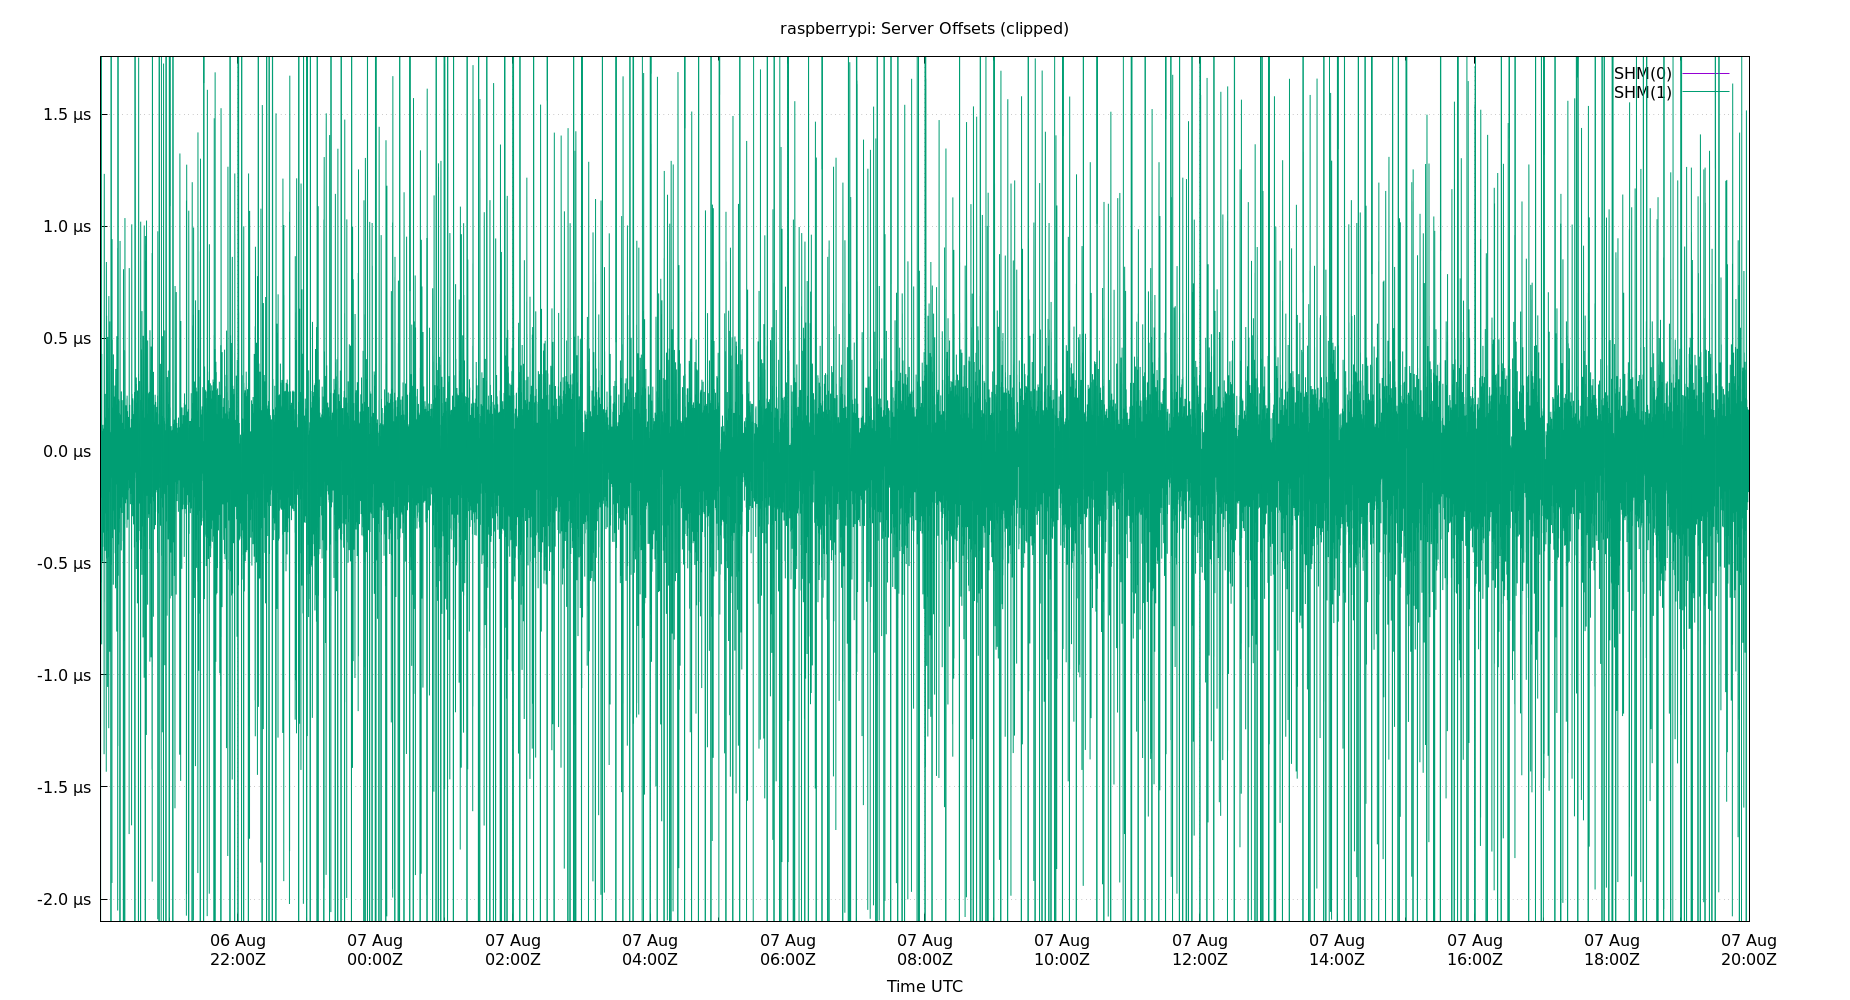 raspberrypi: Server Offsets (clipped)
SHM(0)
SHM(1)
1.5 µs
1.0 µs
0.5 µs
0.0 µs
-0.5 µs
-1.0 µs
-1.5 µs
-2.0 µs
06 Aug 07 Aug 07 Aug 07 Aug 07 Aug 07 Aug 07 Aug 07 Aug 07 Aug 07 Aug 07 Aug 07 Aug
22:00Z 00:00Z 02:00Z 04:00Z 06:00Z 08:00Z 10:00Z 12:00Z 14:00Z 16:00Z 18:00Z 20:00Z
Time UTC